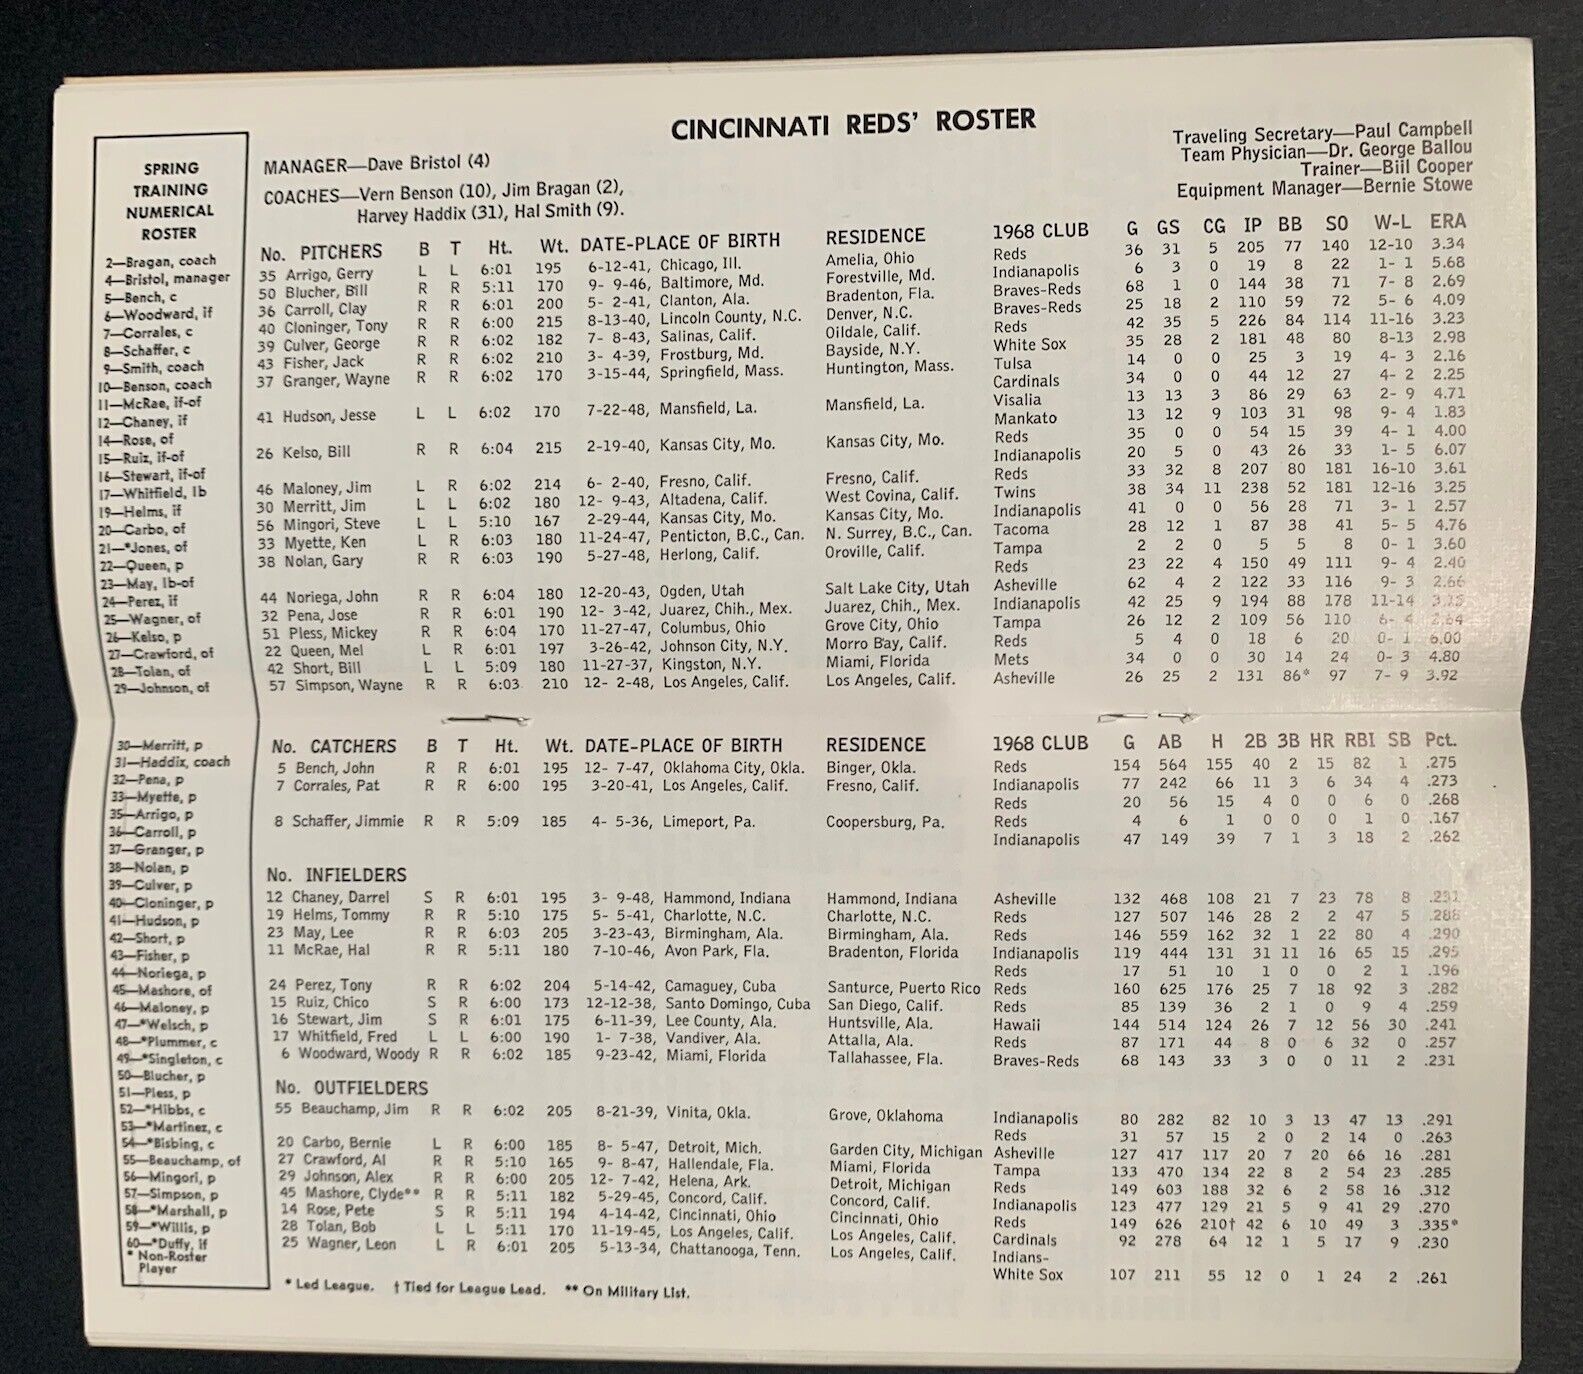 CINCINNATI REDS' ROSTER
SPRING
TRAINING
NUMERICAL
ROSTER
2—Bragan, coach
4—Bristol, manager
5—Bench, c
6—Woodward, if
7—Corrales, c
8—Schaffer, c
9—Smith, coach
10—Benson, coach
11—McRae, if-of
12—Chaney, if
14—Rose, of
15—Ruiz, if-of
16—Stewart, if-of
17—Whitfield, 1b
19—Helms, if
20—Carbo, of
21—*Jones, of
22—Queen, p
23—May, 1b-of
24—Perez, if
25—Wagner, of
26—Kelso, p
27—Crawford, of
28—Tolan, of
29—Johnson, of
30—Merritt, p
31—Haddix, coach
32—Pena, p
33—Myette, p
35—Arrigo, p
36—Carroll, p
37—Granger, p
38—Nolan, p
39—Culver, p
40—Cloninger, p
41—Hudson, p
42—Short, p
43—Fisher, p
44—Noriega, p
45—Mashore, of
46—Maloney, p
47—*Welsch, p
48—*Plummer, c
49—*Singleton, c
50—Blucher, p
51—Pless, p
52—*Hibbs, c
53—*Martinez, c
54—*Bisbing, c
55—Beauchamp, of
56—Mingori, p
57—Simpson, p
58—*Marshall, p
59—*Willis, p
60—*Duffy, if
* Non-Roster
Player
MANAGER—Dave Bristol (4)
COACHES—Vern Benson (10), Jim Bragan (2),
Harvey Haddix (31), Hal Smith (9).
Traveling Secretary—Paul Campbell
Team Physician—Dr. George Ballou
Trainer—Bill Cooper
Equipment Manager—Bernie Stowe
No. PITCHERS B T Ht. Wt. DATE-PLACE OF BIRTH RESIDENCE 1968 CLUB G GS CG IP BB SO W-L ERA
35 Arrigo, Gerry L L 6:01 195 6-12-41, Chicago, Ill. Amelia, Ohio Reds 36 31 5 205 77 140 12-10 3.34
50 Blucher, Bill R R 5:11 170 9- 9-46, Baltimore, Md. Forestville, Md. Indianapolis 6 3 0 19 8 22 1- 1 5.68
36 Carroll, Clay R R 6:01 200 5- 2-41, Clanton, Ala. Bradenton, Fla. Braves-Reds 68 1 0 144 38 71 7- 8 2.69
40 Cloninger, Tony R R 6:00 215 8-13-40, Lincoln County, N.C. Denver, N.C. Braves-Reds 25 18 2 110 59 72 5- 6 4.09
39 Culver, George R R 6:02 182 7- 8-43, Salinas, Calif. Oildale, Calif. Reds 42 35 5 226 84 114 11-16 3.23
43 Fisher, Jack R R 6:02 210 3- 4-39, Frostburg, Md. Bayside, N.Y. White Sox 35 28 2 181 48 80 8-13 2.98
37 Granger, Wayne R R 6:02 170 3-15-44, Springfield, Mass. Huntington, Mass. Tulsa 14 0 0 25 3 19 4- 3 2.16
Cardinals 34 0 0 44 12 27 4- 2 2.25
41 Hudson, Jesse L L 6:02 170 7-22-48, Mansfield, La. Mansfield, La. Visalia 13 13 3 86 29 63 2- 9 4.71
Mankato 13 12 9 103 31 98 9- 4 1.83
26 Kelso, Bill R R 6:04 215 2-19-40, Kansas City, Mo. Kansas City, Mo. Reds 35 0 0 54 15 39 4- 1 4.00
Indianapolis 20 5 0 43 26 33 1- 5 6.07
46 Maloney, Jim L R 6:02 214 6- 2-40, Fresno, Calif. Fresno, Calif. Reds 33 32 8 207 80 181 16-10 3.61
30 Merritt, Jim L L 6:02 180 12- 9-43, Altadena, Calif. West Covina, Calif. Twins 38 34 11 238 52 181 12-16 3.25
56 Mingori, Steve L L 5:10 167 2-29-44, Kansas City, Mo. Kansas City, Mo. Indianapolis 41 0 0 56 28 71 3- 1 2.57
33 Myette, Ken L R 6:03 180 11-24-47, Penticton, B.C., Can. N. Surrey, B.C., Can. Tacoma 28 12 1 87 38 41 5- 5 4.76
38 Nolan, Gary R R 6:03 190 5-27-48, Herlong, Calif. Oroville, Calif. Tampa 2 2 0 5 5 8 0- 1 3.60
Reds 23 22 4 150 49 111 9- 4 2.40
44 Noriega, John R R 6:04 180 12-20-43, Ogden, Utah Salt Lake City, Utah Asheville 62 4 2 122 33 116 9- 3 2.66
32 Pena, Jose R R 6:01 190 12- 3-42, Juarez, Chih., Mex. Juarez, Chih., Mex. Indianapolis 42 25 9 194 88 178 11-14
51 Pless, Mickey R R 6:04 170 11-27-47, Columbus, Ohio Grove City, Ohio Tampa 26 12 2 109 56 110 6- 4 2.64
22 Queen, Mel L R 6:01 197 3-26-42, Johnson City, N.Y. Morro Bay, Calif. Reds 5 4 0 18 6 20 0- 1 6.00
42 Short, Bill L L 5:09 180 11-27-37, Kingston, N.Y. Miami, Florida Mets 34 0 0 30 14 24 0- 3 4.80
57 Simpson, Wayne R R 6:03 210 12- 2-48, Los Angeles, Calif. Los Angeles, Calif. Asheville 26 25 2 131 86* 97 7- 9 3.92
No. CATCHERS B T Ht. Wt. DATE-PLACE OF BIRTH RESIDENCE 1968 CLUB G AB H 2B 3B HR RBI SB Pct.
5 Bench, John R R 6:01 195 12- 7-47, Oklahoma City, Okla. Binger, Okla. Reds 154 564 155 40 2 15 82 1 .275
7 Corrales, Pat R R 6:00 195 3-20-41, Los Angeles, Calif. Fresno, Calif. Indianapolis 77 242 66 11 3 6 34 4 .273
Reds 20 56 15 4 0 0 6 0 .268
8 Schaffer, Jimmie R R 5:09 185 4- 5-36, Limeport, Pa. Coopersburg, Pa. Reds 4 6 1 0 0 0 1 0 .167
Indianapolis 47 149 39 7 1 3 18 2 .262
No. INFIELDERS
12 Chaney, Darrel S R 6:01 195 3- 9-48, Hammond, Indiana Hammond, Indiana Asheville 132 468 108 21 7 23 78 8 .231
19 Helms, Tommy R R 5:10 175 5- 5-41, Charlotte, N.C. Charlotte, N.C. Reds 127 507 146 28 2 2 47 5 .288
23 May, Lee R R 6:03 205 3-23-43, Birmingham, Ala. Birmingham, Ala. Reds 146 559 162 32 1 22 80 4 .290
11 McRae, Hal R R 5:11 180 7-10-46, Avon Park, Fla. Bradenton, Florida Indianapolis 119 444 131 31 11 16 65 15 .295
Reds 17 51 10 1 0 0 2 1 .196
24 Perez, Tony R R 6:02 204 5-14-42, Camaguey, Cuba Santurce, Puerto Rico Reds 160 625 176 25 7 18 92 3 .282
15 Ruiz, Chico S R 6:00 173 12-12-38, Santo Domingo, Cuba San Diego, Calif. Reds 85 139 36 2 1 0 9 4 .259
16 Stewart, Jim S R 6:01 175 6-11-39, Lee County, Ala. Huntsville, Ala. Hawaii 144 514 124 26 7 12 56 30 .241
17 Whitfield, Fred L L 6:00 190 1- 7-38, Vandiver, Ala. Attalla, Ala. Reds 87 171 44 8 0 6 32 0 .257
6 Woodward, Woody R R 6:02 185 9-23-42, Miami, Florida Tallahassee, Fla. Braves-Reds 68 143 33 3 0 0 11 2 .231
No. OUTFIELDERS
55 Beauchamp, Jim R R 6:02 205 8-21-39, Vinita, Okla. Grove, Oklahoma Indianapolis 80 282 82 10 3 13 47 13 .291
Reds 31 57 15 2 0 2 14 0 .263
20 Carbo, Bernie L R 6:00 185 8- 5-47, Detroit, Mich. Garden City, Michigan Asheville 127 417 117 20 7 20 66 16 .281
27 Crawford, Al R R 5:10 165 9- 8-47, Hallendale, Fla. Miami, Florida Tampa 133 470 134 22 8 2 54 23 .285
29 Johnson, Alex R R 6:00 205 12- 7-42, Helena, Ark. Detroit, Michigan Reds 149 603 188 32 6 2 58 16 .312
45 Mashore, Clyde** R R 5:11 182 5-29-45, Concord, Calif. Concord, Calif. Indianapolis 123 477 129 21 5 9 41 29 .270
14 Rose, Pete S R 5:11 194 4-14-42, Cincinnati, Ohio Cincinnati, Ohio Reds 149 626 210† 42 6 10 49 3 .335*
28 Tolan, Bob L L 5:11 170 11-19-45, Los Angeles, Calif. Los Angeles, Calif. Cardinals 92 278 64 12 1 5 17 9 .230
25 Wagner, Leon L R 6:01 205 5-13-34, Chattanooga, Tenn. Los Angeles, Calif. Indians-
White Sox 107 211 55 12 0 1 24 2 .261
* Led League. † Tied for League Lead. ** On Military List.